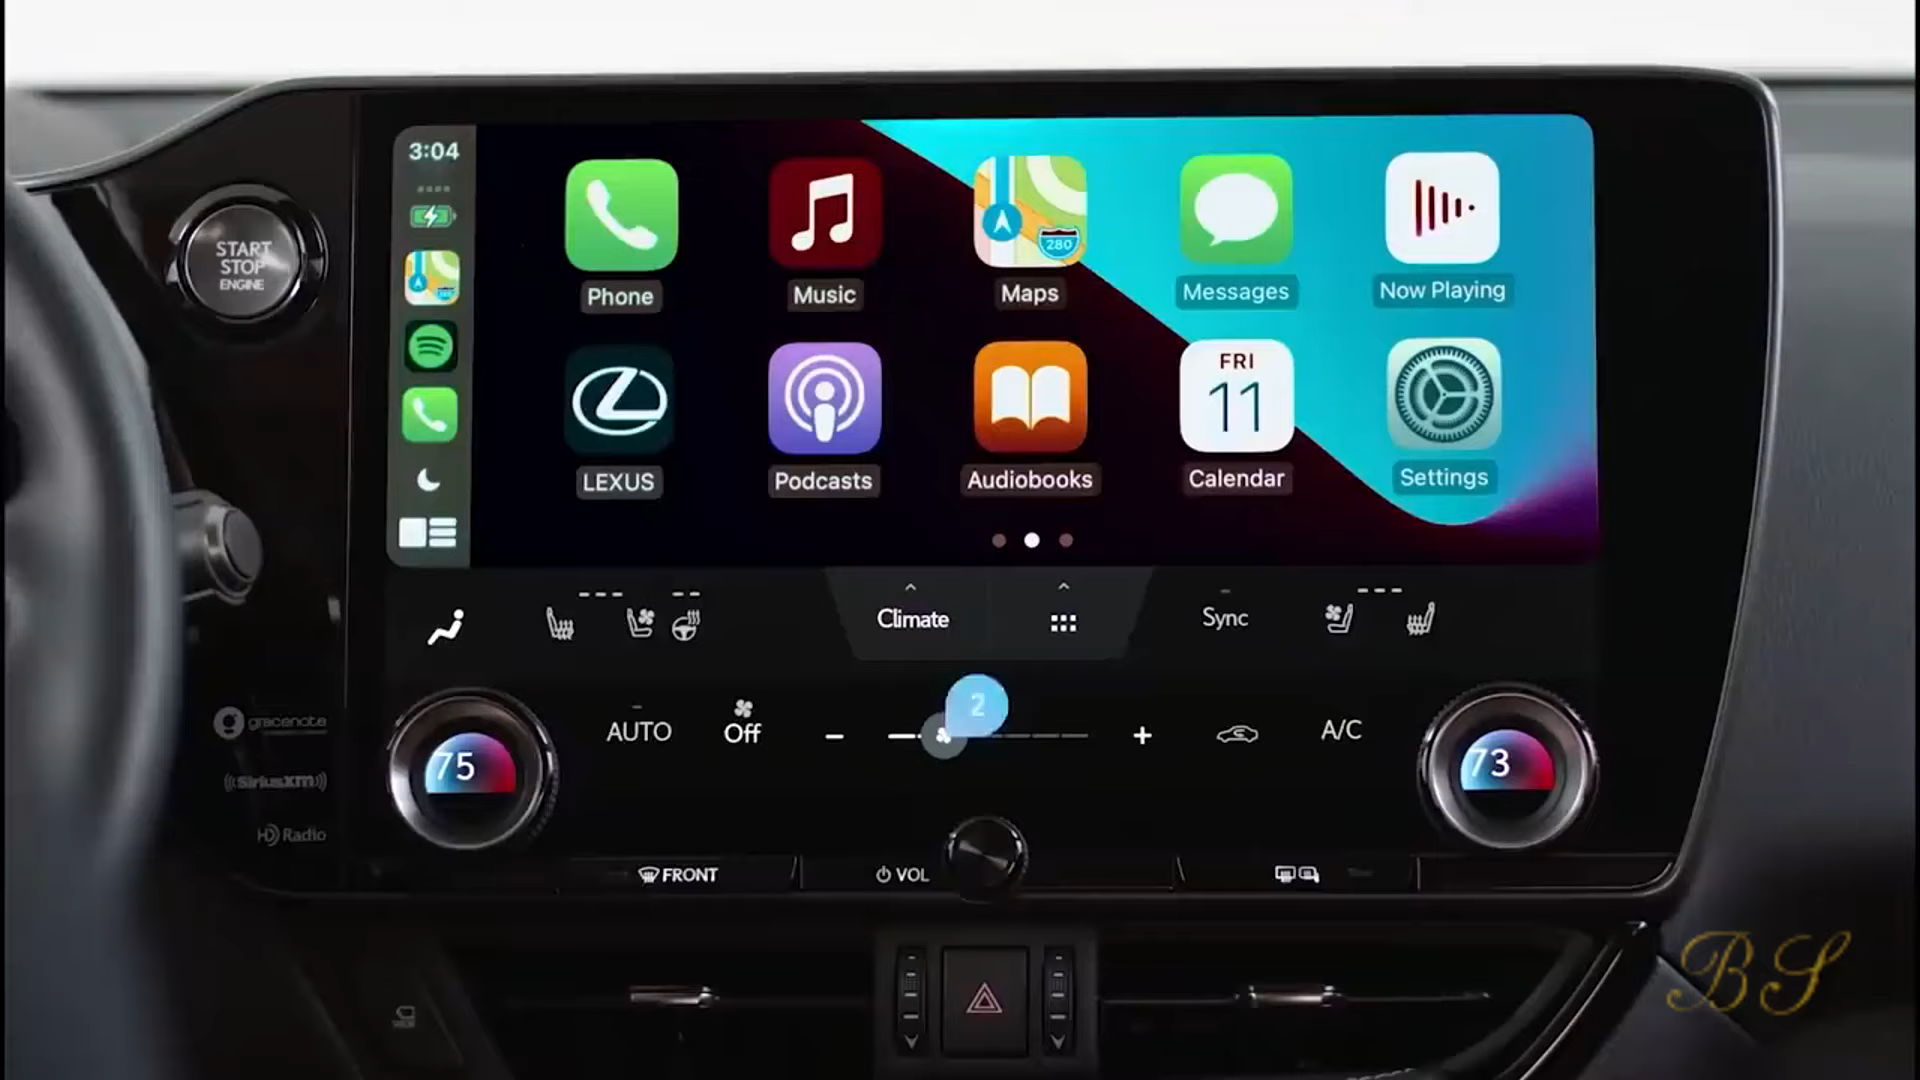 3:04
START
STOP
ENGINE
280
Phone
Music
Maps
Messages
Now Playing
FRI
11
LEXUS
Podcasts
Audiobooks
Calendar
Settings
Climate
Sync
2
AUTO
Off
-
+
A/C
75
73
gracenote
((SiriusXM))
HD Radio
FRONT
VOL
BS